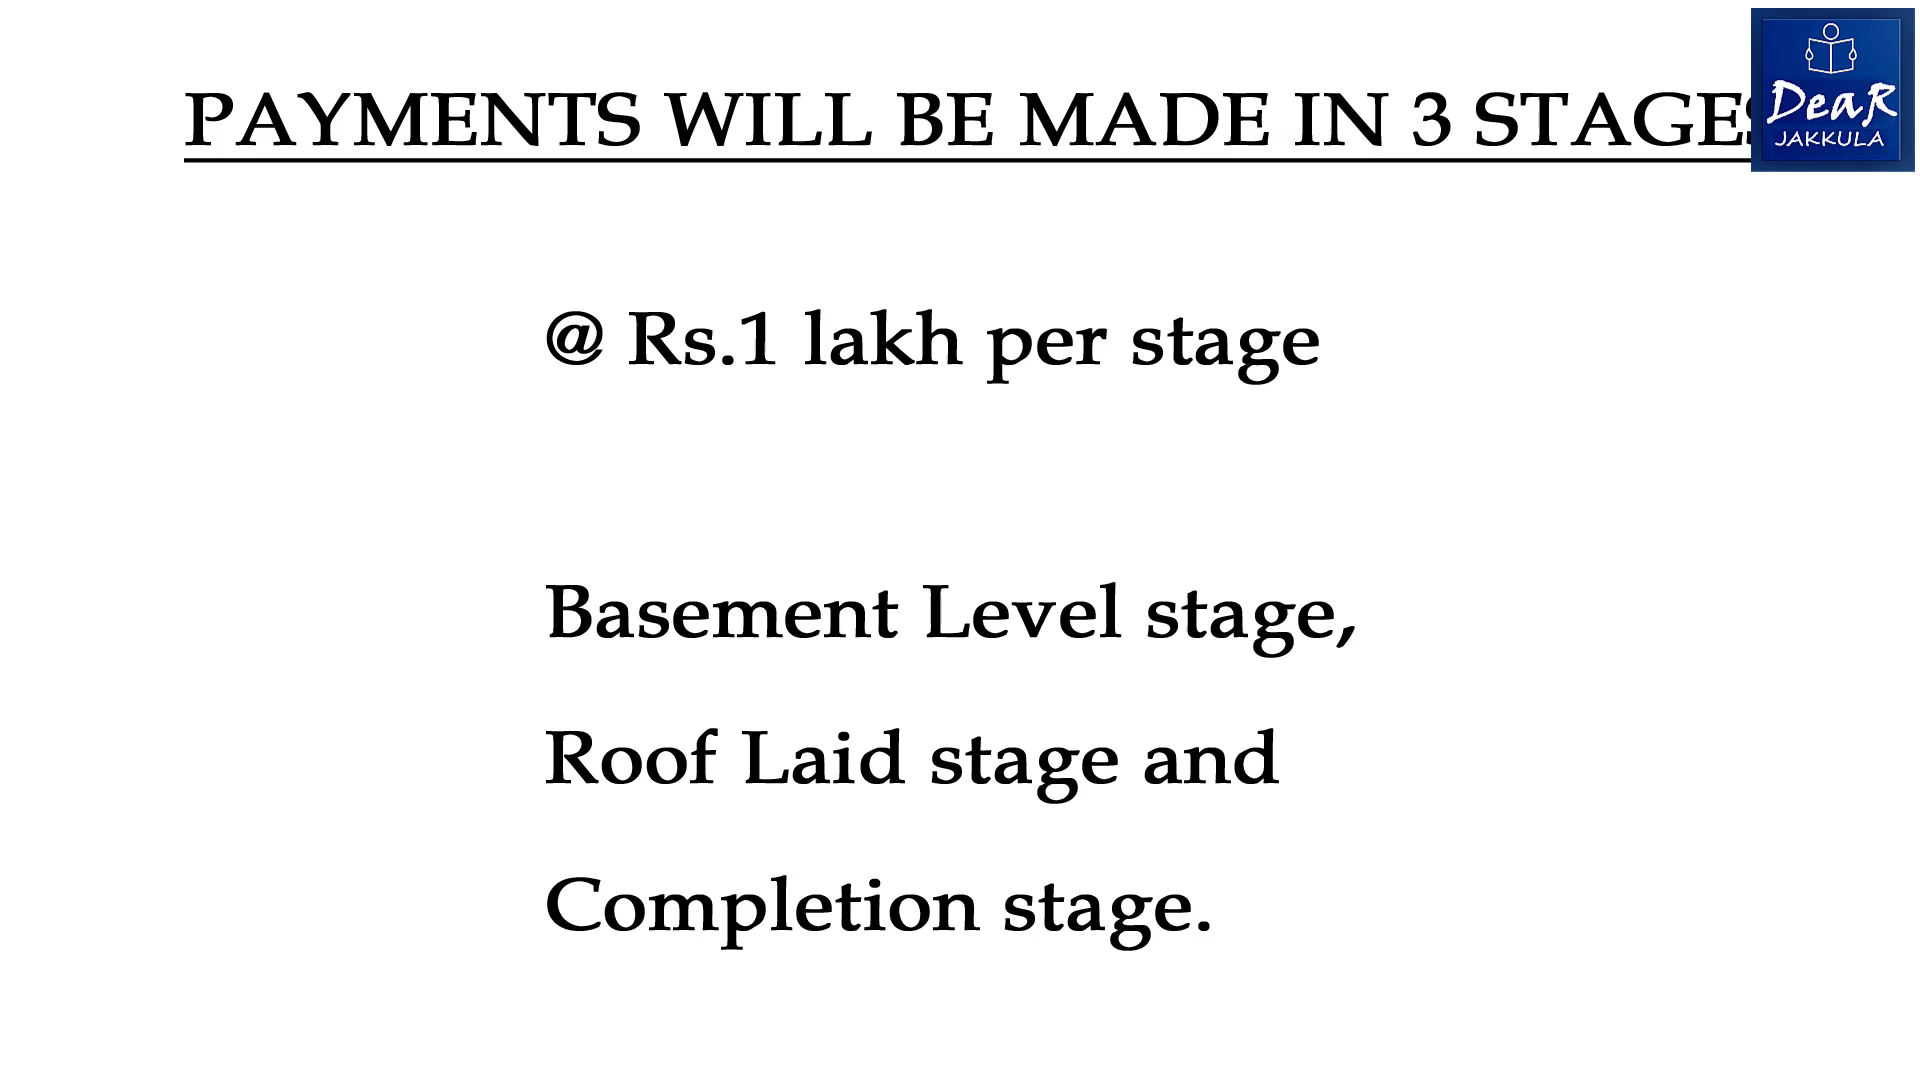 PAYMENTS WILL BE MADE IN 3 STAGES
@ Rs.1 lakh per stage
Basement Level stage,
Roof Laid stage and
Completion stage.
DeaR
JAKKULA